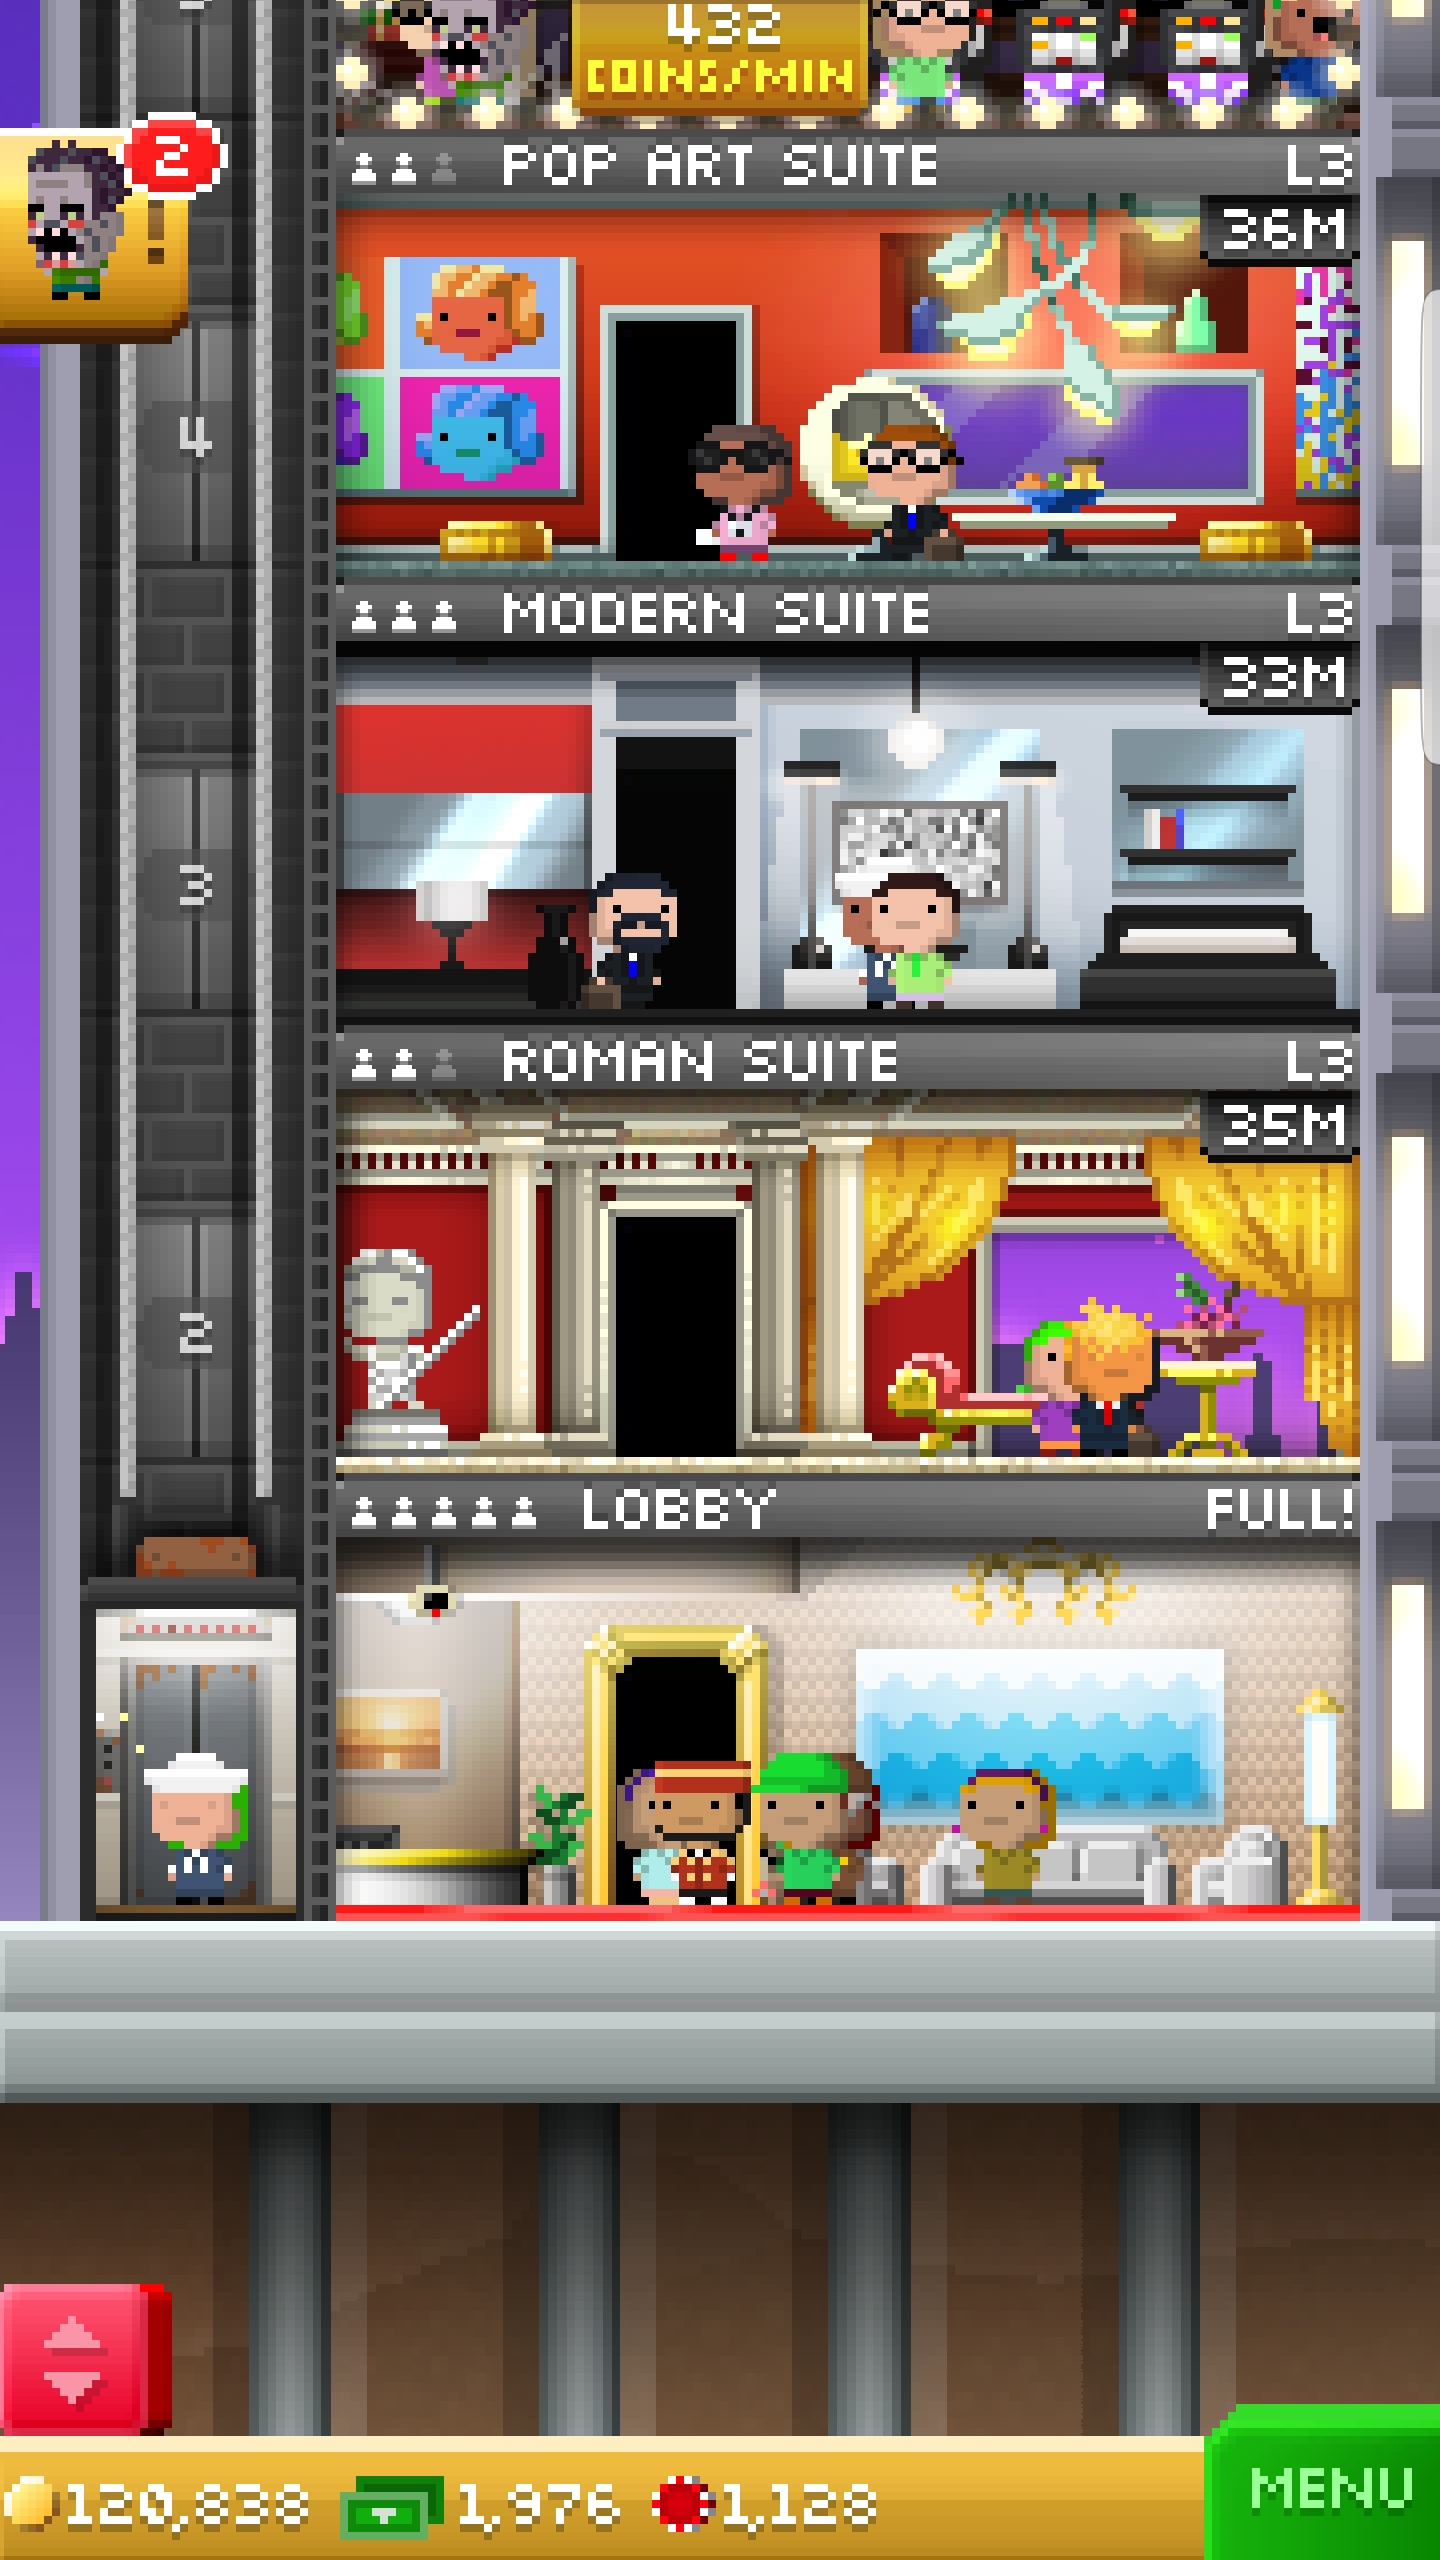 432
COINS/MIN
2
!
POP ART SUITE L3
36M
4
MODERN SUITE L3
33M
3
ROMAN SUITE L3
35M
2
LOBBY FULL!
120,838 1,976 1,128
MENU